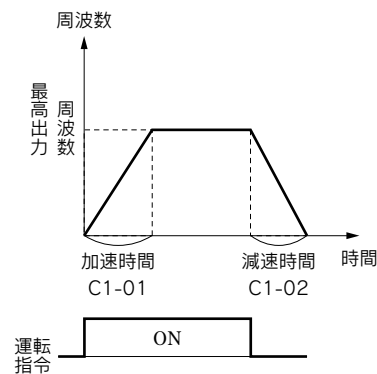 周波数
最高出力
周波数
加速時間
C1-01
減速時間
C1-02
時間
運転
指令
ON